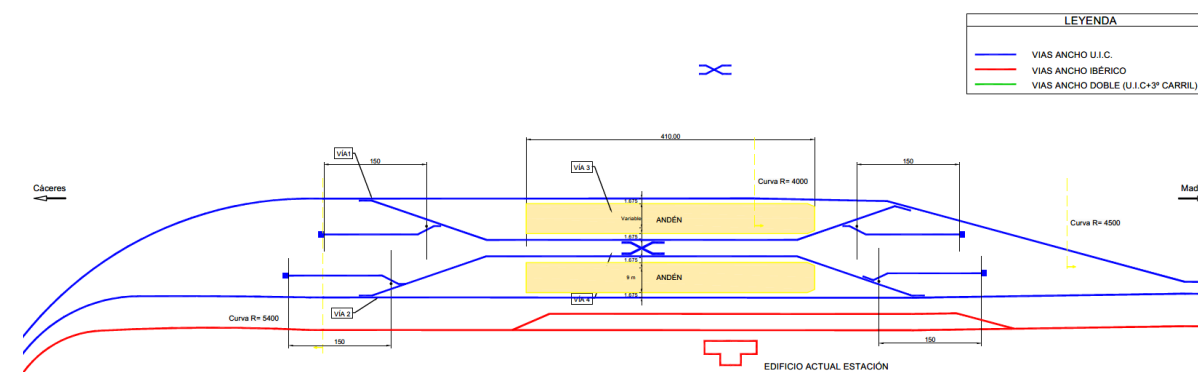 LEYENDA
VIAS ANCHO U.I.C.
VIAS ANCHO IBÉRICO
VIAS ANCHO DOBLE (U.I.C+3º CARRIL)
410,00
VÍA1
150
VÍA 3
150
Cáceres
Curva R= 4000
Mad
1.675
Variable
ANDÉN
Curva R= 4500
1.675
1.675
9 m
ANDÉN
1.675
VÍA 4
VÍA 2
Curva R= 5400
150
150
EDIFICIO ACTUAL ESTACIÓN